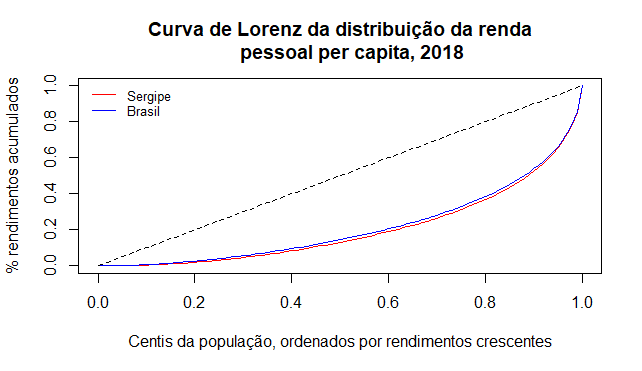 Curva de Lorenz da distribuição da renda
pessoal per capita, 2018
% rendimentos acumulados
1.0
0.8
0.6
0.4
0.2
0.0
Sergipe
Brasil
0.0 0.2 0.4 0.6 0.8 1.0
Centis da população, ordenados por rendimentos crescentes